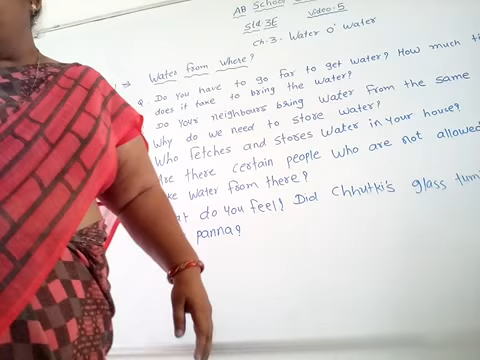 AB School
Std 3E Video-5
Ch-3- Water O' Water
Water from Where?
Q. Do you have to go far to get water? How much
does it take to bring the water?
Do your neighbours bring water from the same
Why do we need to store water?
Who fetches and stores water in your house?
there certain people who are not allowed
water from there?
do you feel? Did Chhutki's glass
panna?